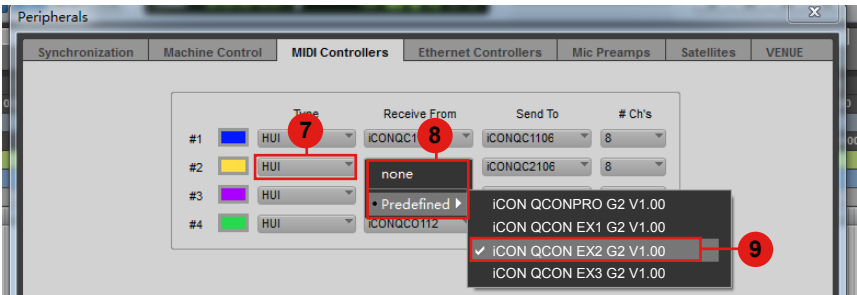 Peripherals
Synchronization Machine Control MIDI Controllers Ethernet Controllers Mic Preamps Satellites VENUE
Type Receive From Send To # Ch's
#1 HUI iCONQC1 iCONQC1106 8
#2 HUI iCONQC2106 8
#3 HUI
#4 HUI iCONQCO112
7
8
none
Predefined
iCON QCONPRO G2 V1.00
iCON QCON EX1 G2 V1.00
iCON QCON EX2 G2 V1.00
iCON QCON EX3 G2 V1.00
9